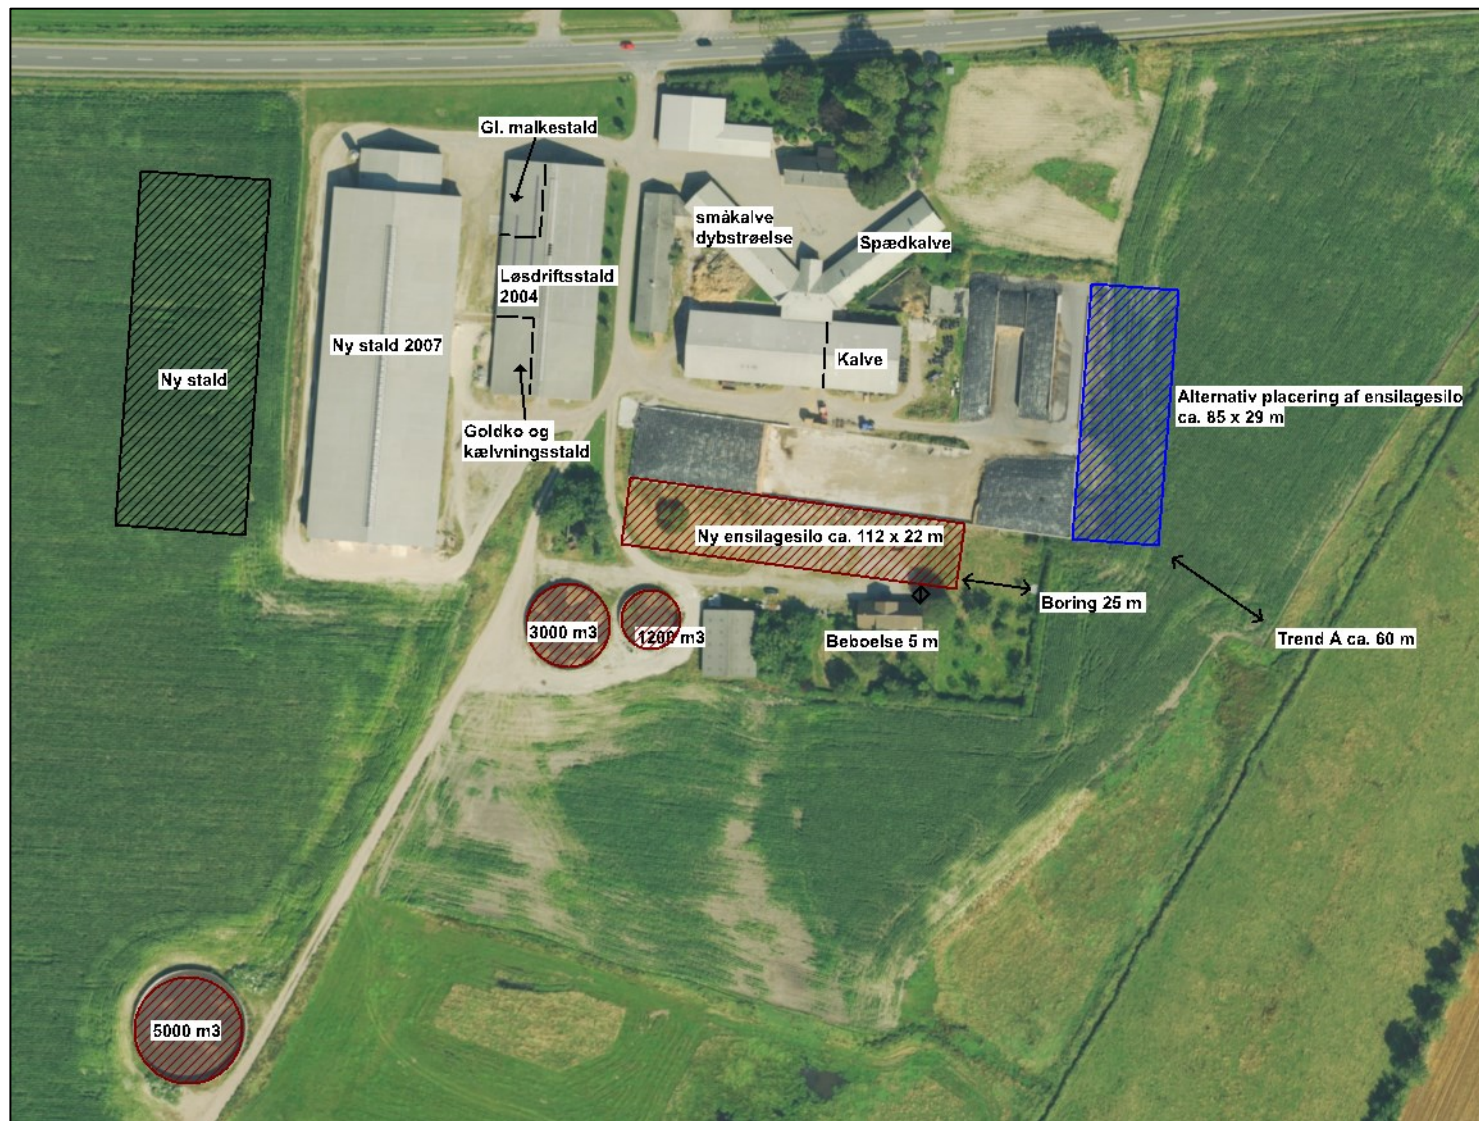 Gl. malkestald
småkalve
dybstrøelse
Spædkalve
Løsdriftsstald
2004
Ny stald 2007
Kalve
Ny stald
Alternativ placering af ensilagesilo
ca. 85 x 29 m
Goldko og
kælvningsstald
Ny ensilagesilo ca. 112 x 22 m
Boring 25 m
3000 m3
1200 m3
Beboelse 5 m
Trend Å ca. 60 m
5000 m3